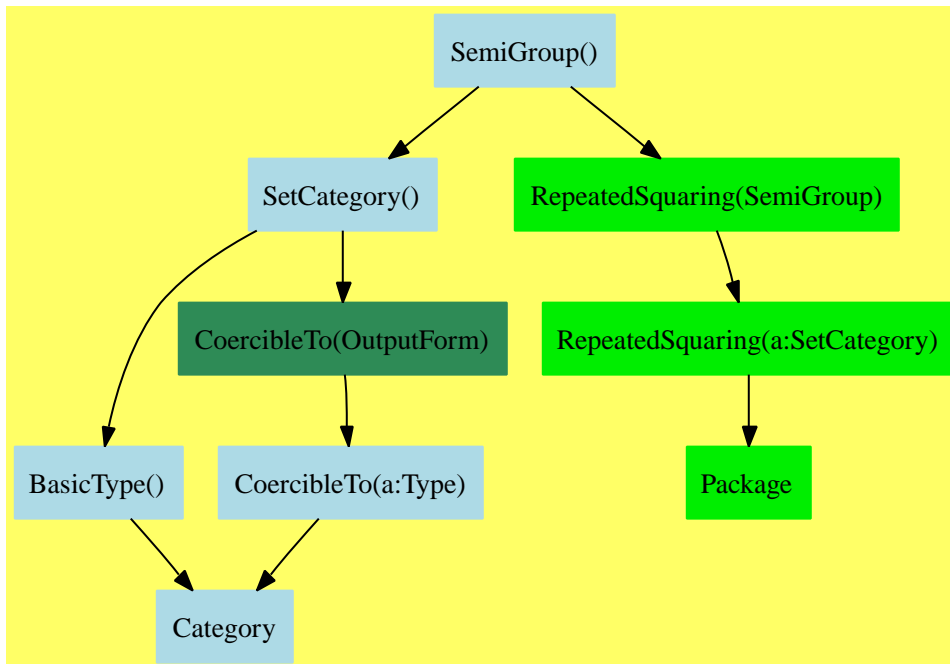 SemiGroup()
SetCategory()
RepeatedSquaring(SemiGroup)
CoercibleTo(OutputForm)
RepeatedSquaring(a:SetCategory)
BasicType()
CoercibleTo(a:Type)
Package
Category